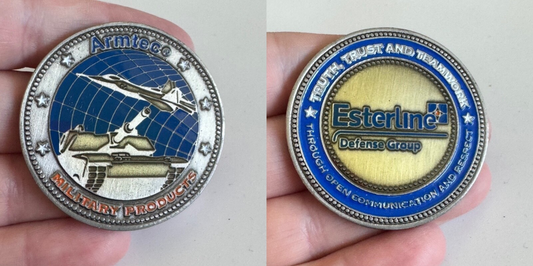 Armtec
MILITARY PRODUCTS
TRUTH, TRUST AND TEAMWORK
Esterline
Defense Group
THROUGH OPEN COMMUNICATION AND RESPECT